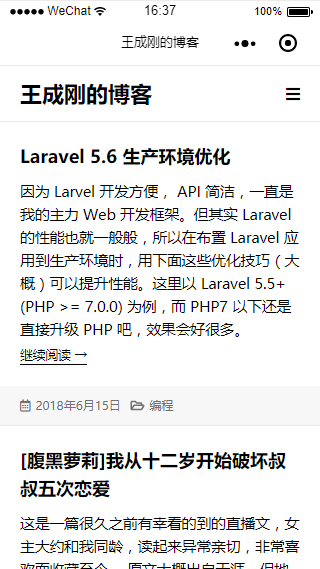 WeChat 16:37 100%
王成刚的博客
王成刚的博客
Laravel 5.6 生产环境优化
因为 Larvel 开发方便， API 简洁，一直是
我的主力 Web 开发框架。但其实 Laravel
的性能也就一般般，所以在布置 Laravel 应
用到生产环境时，用下面这些优化技巧（大
概）可以提升性能。这里以 Laravel 5.5+
(PHP >= 7.0.0) 为例，而 PHP7 以下还是
直接升级 PHP 吧，效果会好很多。
继续阅读 →
2018年6月15日 编程
[腹黑萝莉]我从十二岁开始破坏叔
叔五次恋爱
这是一篇很久之前有幸看的到的直播文，女
主大约和我同龄，读起来异常亲切，非常喜